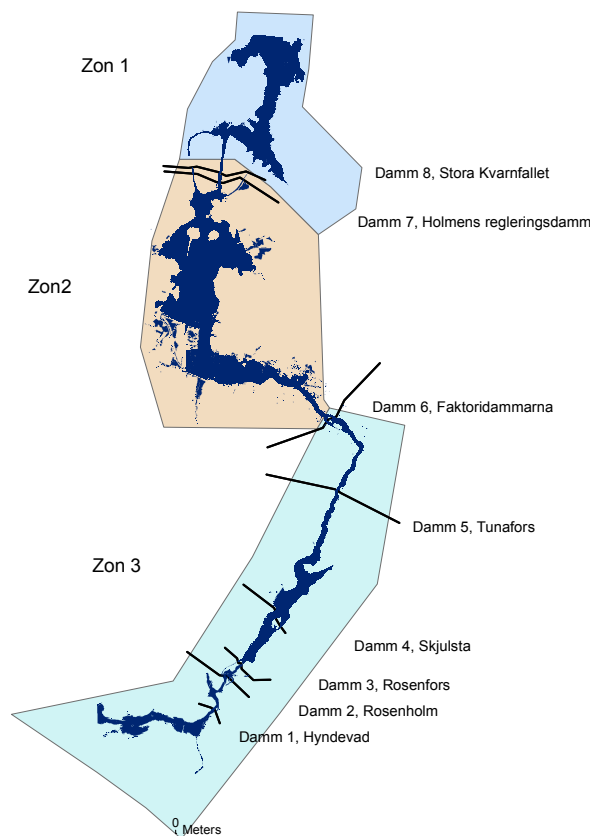 Zon 1
Damm 8, Stora Kvarnfallet
Damm 7, Holmens regleringsdamm
Zon2
Damm 6, Faktoridammarna
Damm 5, Tunafors
Zon 3
Damm 4, Skjulsta
Damm 3, Rosenfors
Damm 2, Rosenholm
Damm 1, Hyndevad
0
Meters